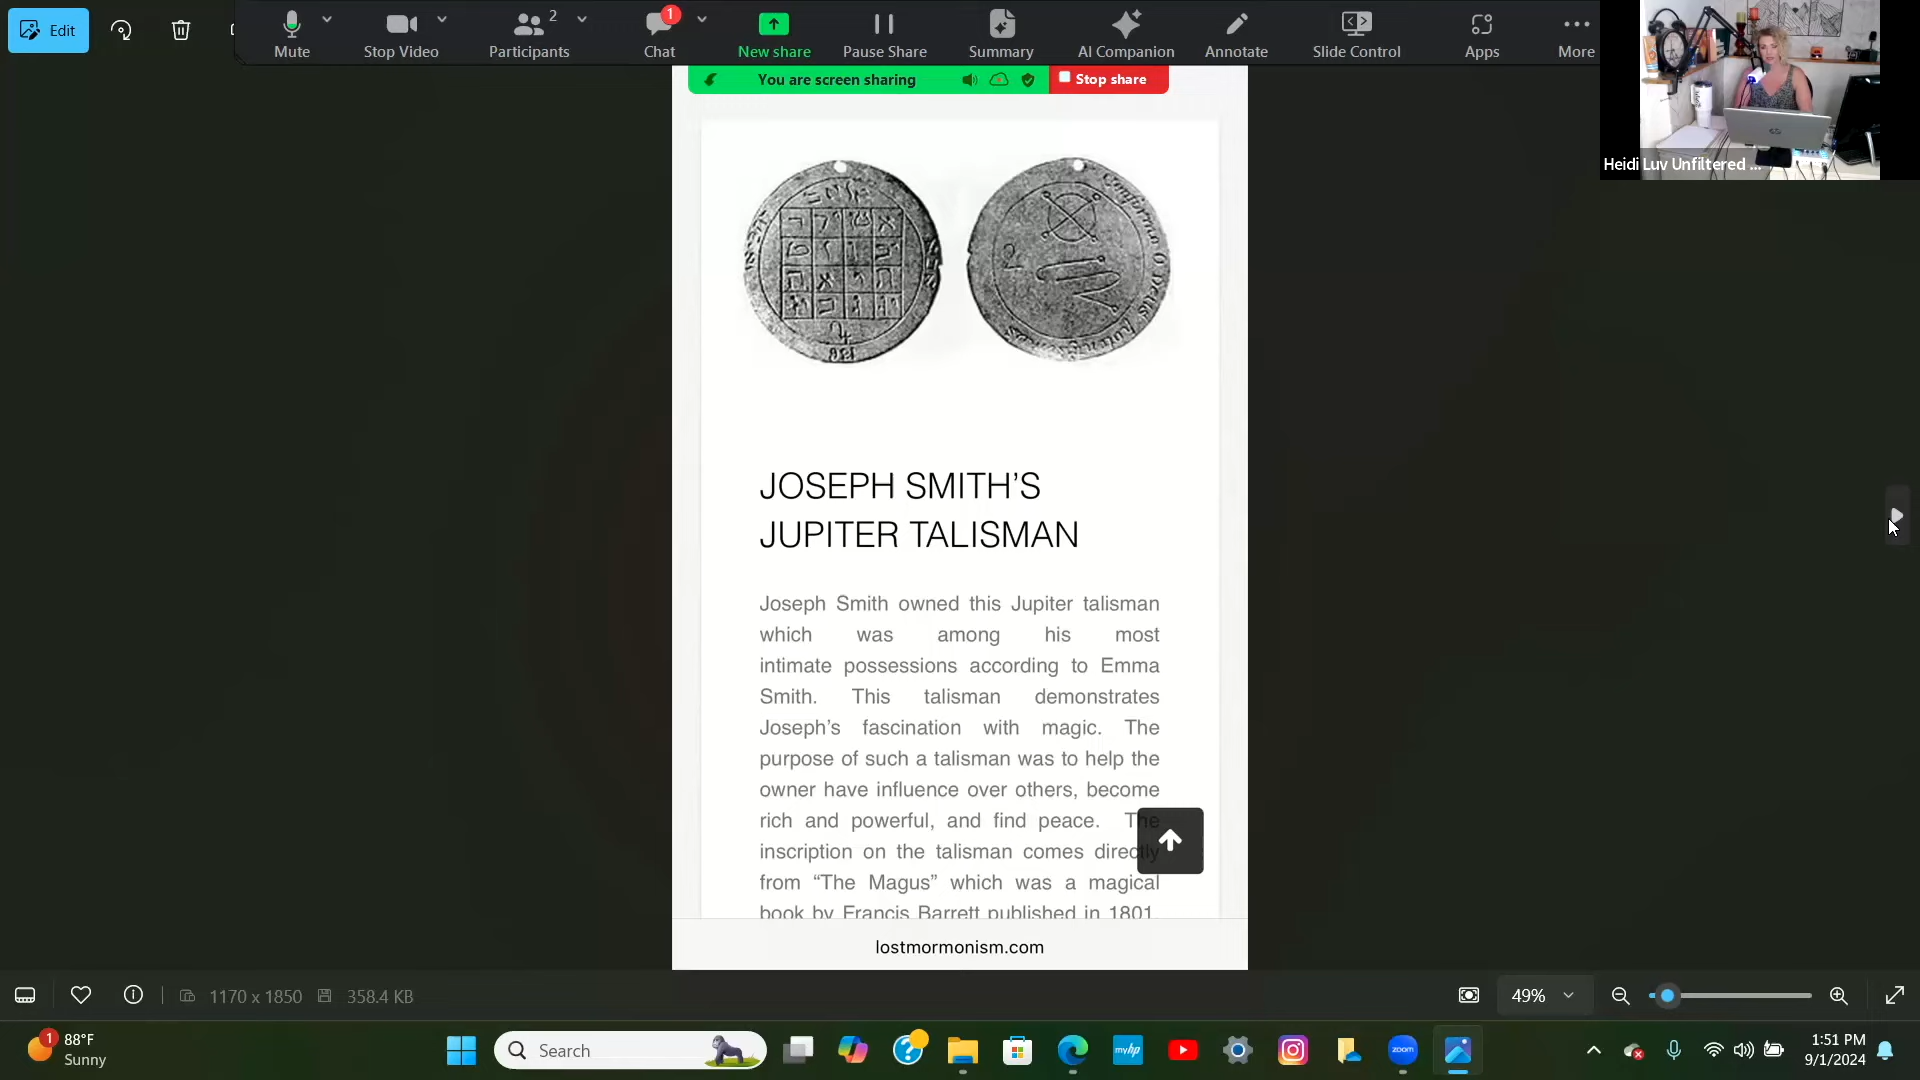 Edit
Mute
Stop Video
Participants
2
Chat
1
New share
Pause Share
Summary
AI Companion
Annotate
Slide Control
Apps
More
You are screen sharing
Stop share
Heidi Luv Unfiltered ...
JOSEPH SMITH’S
JUPITER TALISMAN
Joseph Smith owned this Jupiter talisman
which was among his most
intimate possessions according to Emma
Smith. This talisman demonstrates
Joseph’s fascination with magic. The
purpose of such a talisman was to help the
owner have influence over others, become
rich and powerful, and find peace. The
inscription on the talisman comes directly
from “The Magus” which was a magical
book by Francis Barrett published in 1801.
lostmormonism.com
1170 x 1850
358.4 KB
49%
1
88°F
Sunny
Search
myhp
zoom
1:51 PM
9/1/2024